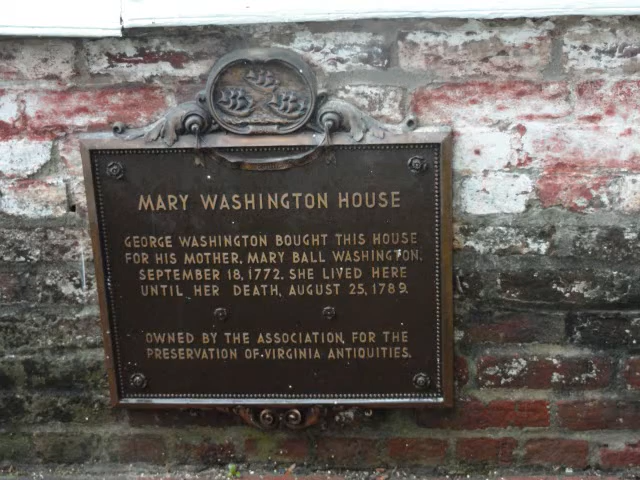 MARY WASHINGTON HOUSE
GEORGE WASHINGTON BOUGHT THIS HOUSE
FOR HIS MOTHER, MARY BALL WASHINGTON,
SEPTEMBER 18, 1772. SHE LIVED HERE
UNTIL HER DEATH, AUGUST 25, 1789.
OWNED BY THE ASSOCIATION FOR THE
PRESERVATION OF VIRGINIA ANTIQUITIES.